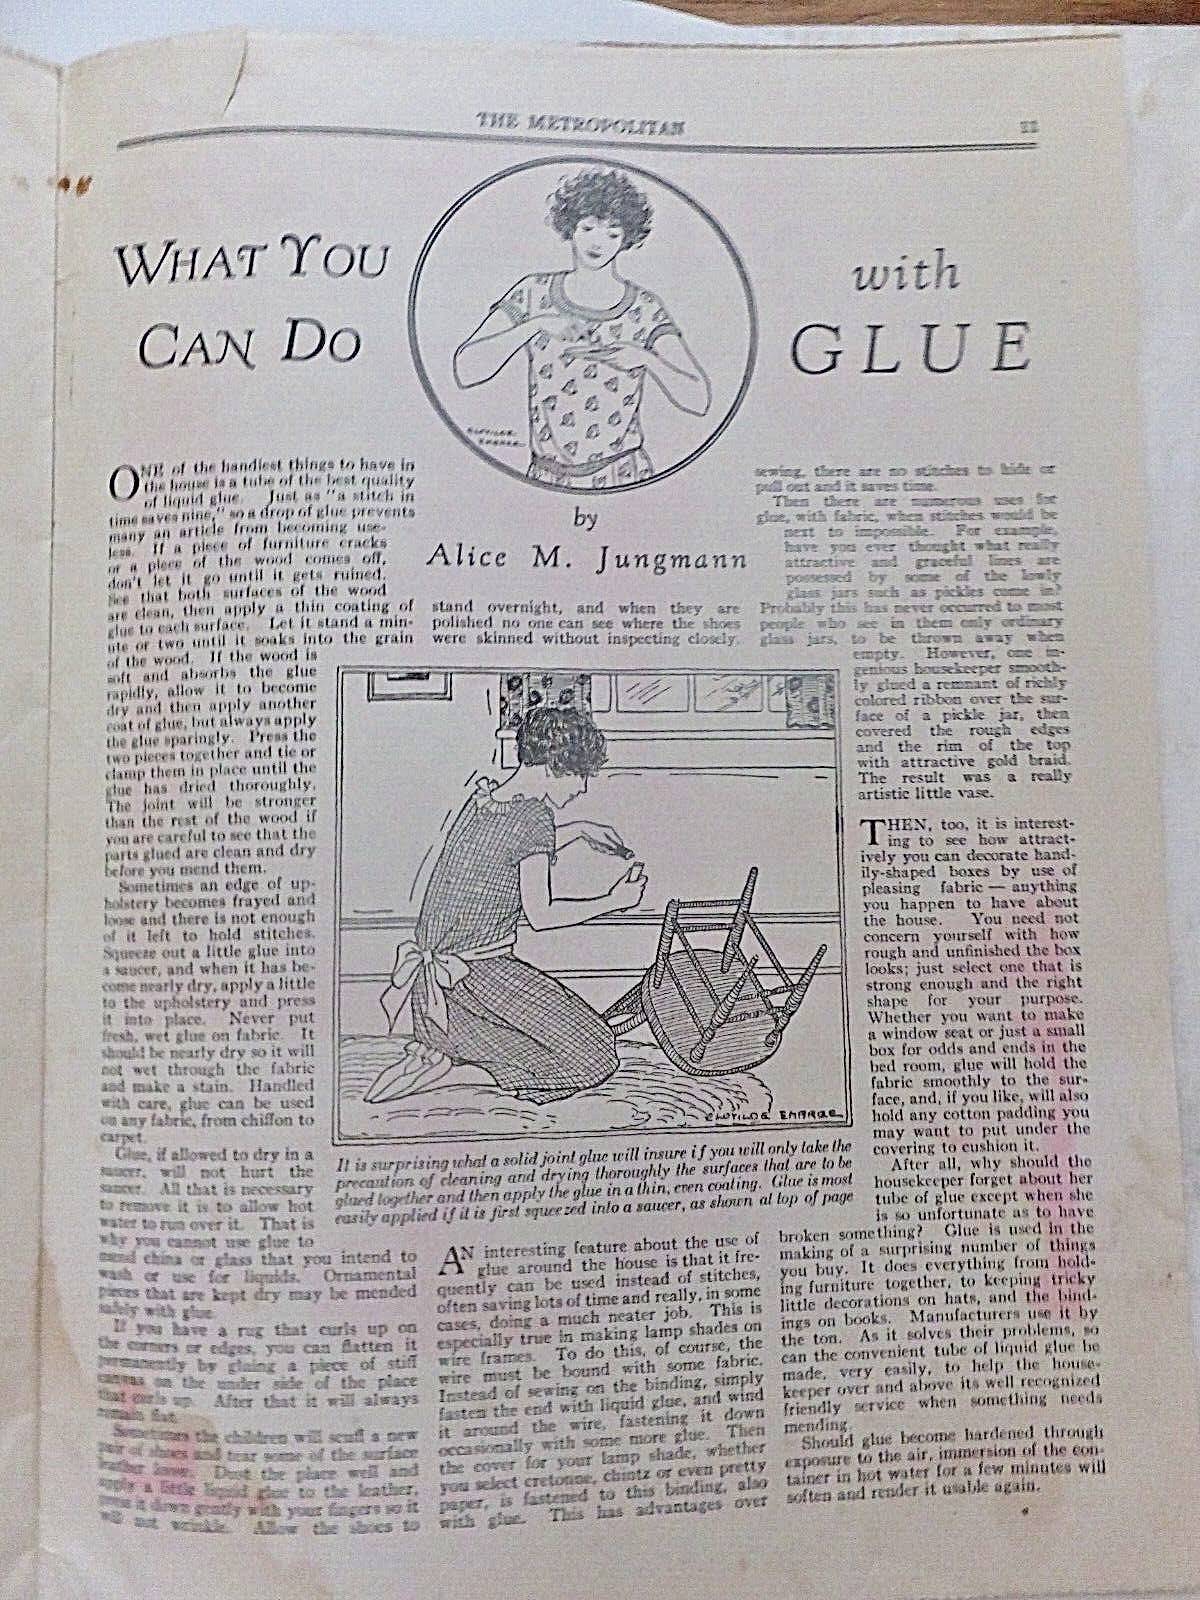 THE METROPOLITAN
11
WHAT YOU
CAN DO
with
GLUE
by
Alice M. Jungmann
ONE of the handiest things to have in
the house is a tube of the best quality
of liquid glue. Just as "a stitch in
time saves nine," so a drop of glue prevents
many an article from becoming use-
less. If a piece of furniture cracks
or a piece of the wood comes off,
don't let it go until it gets ruined.
See that both surfaces of the wood
are clean, then apply a thin coating of
glue to each surface. Let it stand a min-
ute or two until it soaks into the grain
of the wood. If the wood is
soft and absorbs the glue
rapidly, allow it to become
dry and then apply another
coat of glue, but always apply
the glue sparingly. Press the
two pieces together and tie or
clamp them in place until the
glue has dried thoroughly.
The joint will be stronger
than the rest of the wood if
you are careful to see that the
parts glued are clean and dry
before you mend them.
Sometimes an edge of up-
holstery becomes frayed and
loose and there is not enough
of it left to hold stitches.
Squeeze out a little glue into
a saucer, and when it has be-
come nearly dry, apply a little
to the upholstery and press
it into place. Never put
fresh, wet glue on fabric. It
should be nearly dry so it will
not wet through the fabric
and make a stain. Handled
with care, glue can be used
on any fabric, from chiffon to
carpet.
Glue, if allowed to dry in a
saucer, will not hurt the
saucer. All that is necessary
to remove it is to allow hot
water to run over it. That is
why you cannot use glue to
mend china or glass that you intend to
wash or use for liquids. Ornamental
pieces that are kept dry may be mended
safely with glue.
If you have a rug that curls up on
the corners or edges, you can flatten it
permanently by gluing a piece of stiff
canvas on the under side of the place
that curls up. After that it will always
remain flat.
Sometimes the children will scuff a new
pair of shoes and tear some of the surface
leather loose. Dust the place well and
apply a little liquid glue to the leather,
press it down gently with your fingers so it
will not wrinkle. Allow the shoes to
stand overnight, and when they are
polished no one can see where the shoes
were skinned without inspecting closely.
CLOTILDE EMBREE
It is surprising what a solid joint glue will insure if you will only take the
precaution of cleaning and drying thoroughly the surfaces that are to be
glued together and then apply the glue in a thin, even coating. Glue is most
easily applied if it is first squeezed into a saucer, as shown at top of page
AN interesting feature about the use of
glue around the house is that it fre-
quently can be used instead of stitches,
often saving lots of time and really, in some
cases, doing a much neater job. This is
especially true in making lamp shades on
wire frames. To do this, of course, the
wire must be bound with some fabric.
Instead of sewing on the binding, simply
fasten the end with liquid glue, and wind
it around the wire, fastening it down
occasionally with some more glue. Then
the cover for your lamp shade, whether
you select cretonne, chintz or even pretty
paper, is fastened to this binding, also
with glue. This has advantages over
sewing, there are no stitches to hide or
pull out and it saves time.
Then there are numerous uses for
glue, with fabric, when stitches would be
next to impossible. For example,
have you ever thought what really
attractive and graceful lines are
possessed by some of the lowly
glass jars such as pickles come in?
Probably this has never occurred to most
people who see in them only ordinary
glass jars, to be thrown away when
empty. However, one in-
genious housekeeper smooth-
ly glued a remnant of richly
colored ribbon over the sur-
face of a pickle jar, then
covered the rough edges
and the rim of the top
with attractive gold braid.
The result was a really
artistic little vase.
THEN, too, it is interest-
ing to see how attract-
ively you can decorate hand-
ily-shaped boxes by use of
pleasing fabric — anything
you happen to have about
the house. You need not
concern yourself with how
rough and unfinished the box
looks; just select one that is
strong enough and the right
shape for your purpose.
Whether you want to make
a window seat or just a small
box for odds and ends in the
bed room, glue will hold the
fabric smoothly to the sur-
face, and, if you like, will also
hold any cotton padding you
may want to put under the
covering to cushion it.
After all, why should the
housekeeper forget about her
tube of glue except when she
is so unfortunate as to have
broken something? Glue is used in the
making of a surprising number of things
you buy. It does everything from hold-
ing furniture together, to keeping tricky
little decorations on hats, and the bind-
ings on books. Manufacturers use it by
the ton. As it solves their problems, so
can the convenient tube of liquid glue be
made, very easily, to help the house-
keeper over and above its well recognized
friendly service when something needs
mending.
Should glue become hardened through
exposure to the air, immersion of the con-
tainer in hot water for a few minutes will
soften and render it usable again.